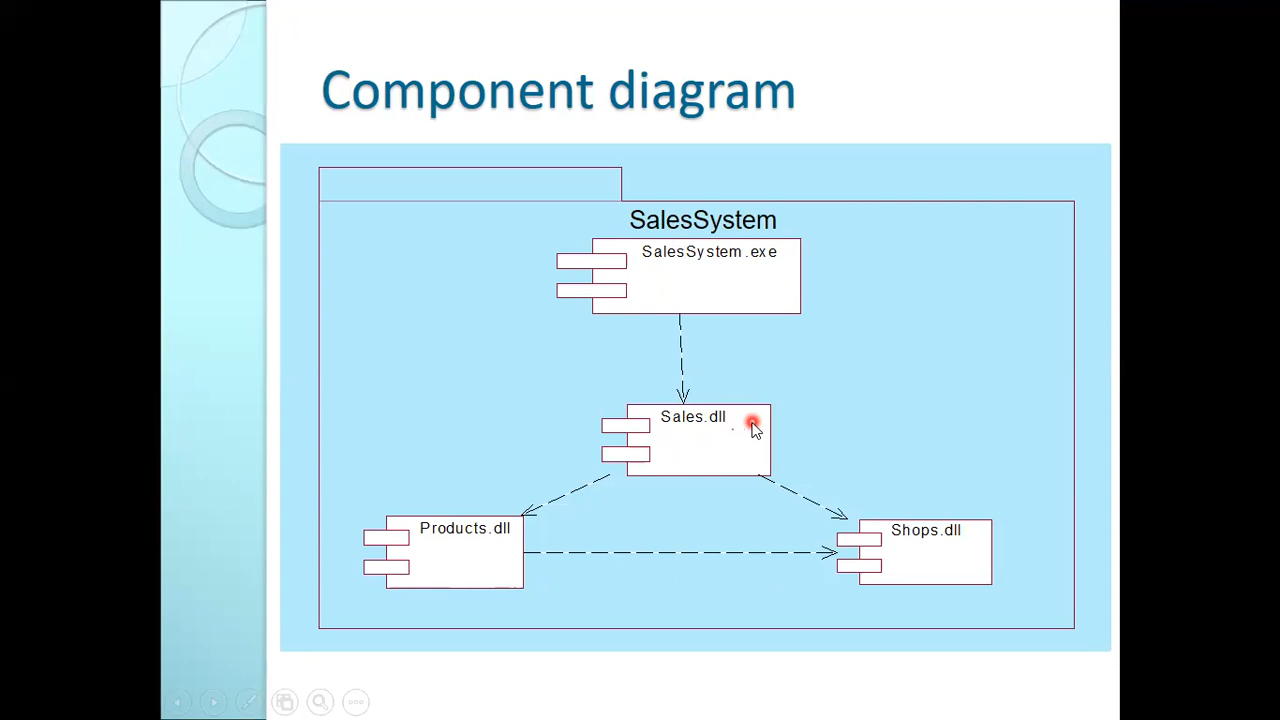 Component diagram
SalesSystem
SalesSystem.exe
Sales.dll
Products.dll
Shops.dll